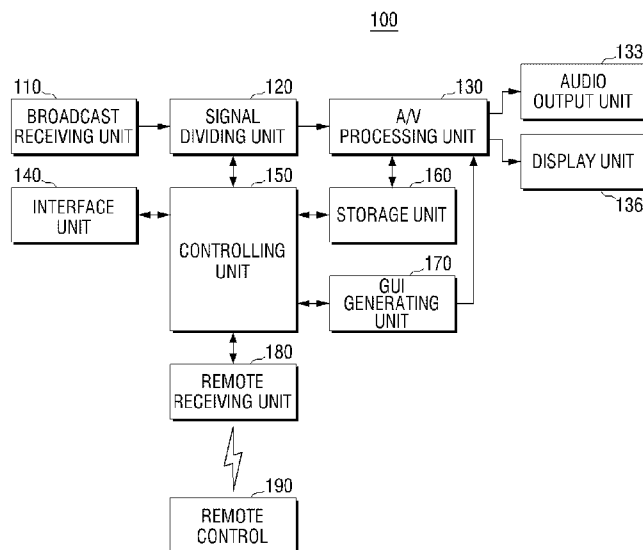 100
110
BROADCAST
RECEIVING UNIT
120
SIGNAL
DIVIDING UNIT
130
A/V
PROCESSING UNIT
133
AUDIO
OUTPUT UNIT
DISPLAY UNIT
136
140
INTERFACE
UNIT
150
CONTROLLING
UNIT
160
STORAGE UNIT
170
GUI
GENERATING
UNIT
180
REMOTE
RECEIVING UNIT
190
REMOTE
CONTROL